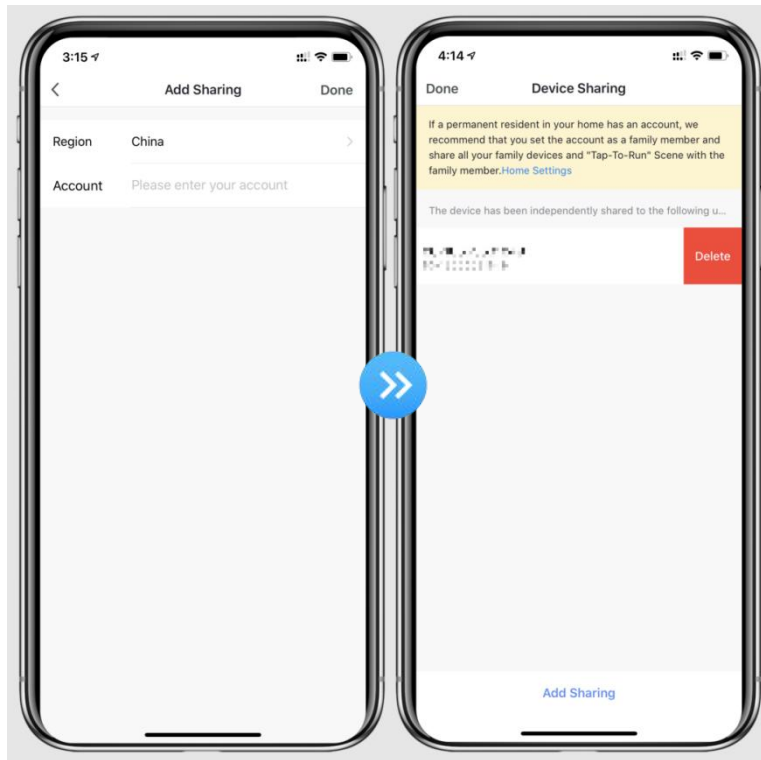 3:15
Add Sharing
Done
Region
China
Account
Please enter your account
4:14
Done
Device Sharing
If a permanent resident in your home has an account, we
recommend that you set the account as a family member and
share all your family devices and "Tap-To-Run" Scene with the
family member.Home Settings
The device has been independently shared to the following u...
Delete
Add Sharing